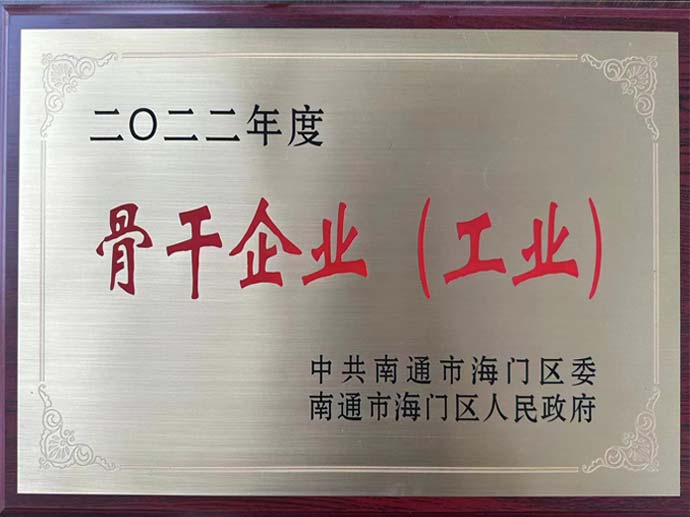 二〇二二年度
骨干企业（工业）
中共南通市海门区委
南通市海门区人民政府